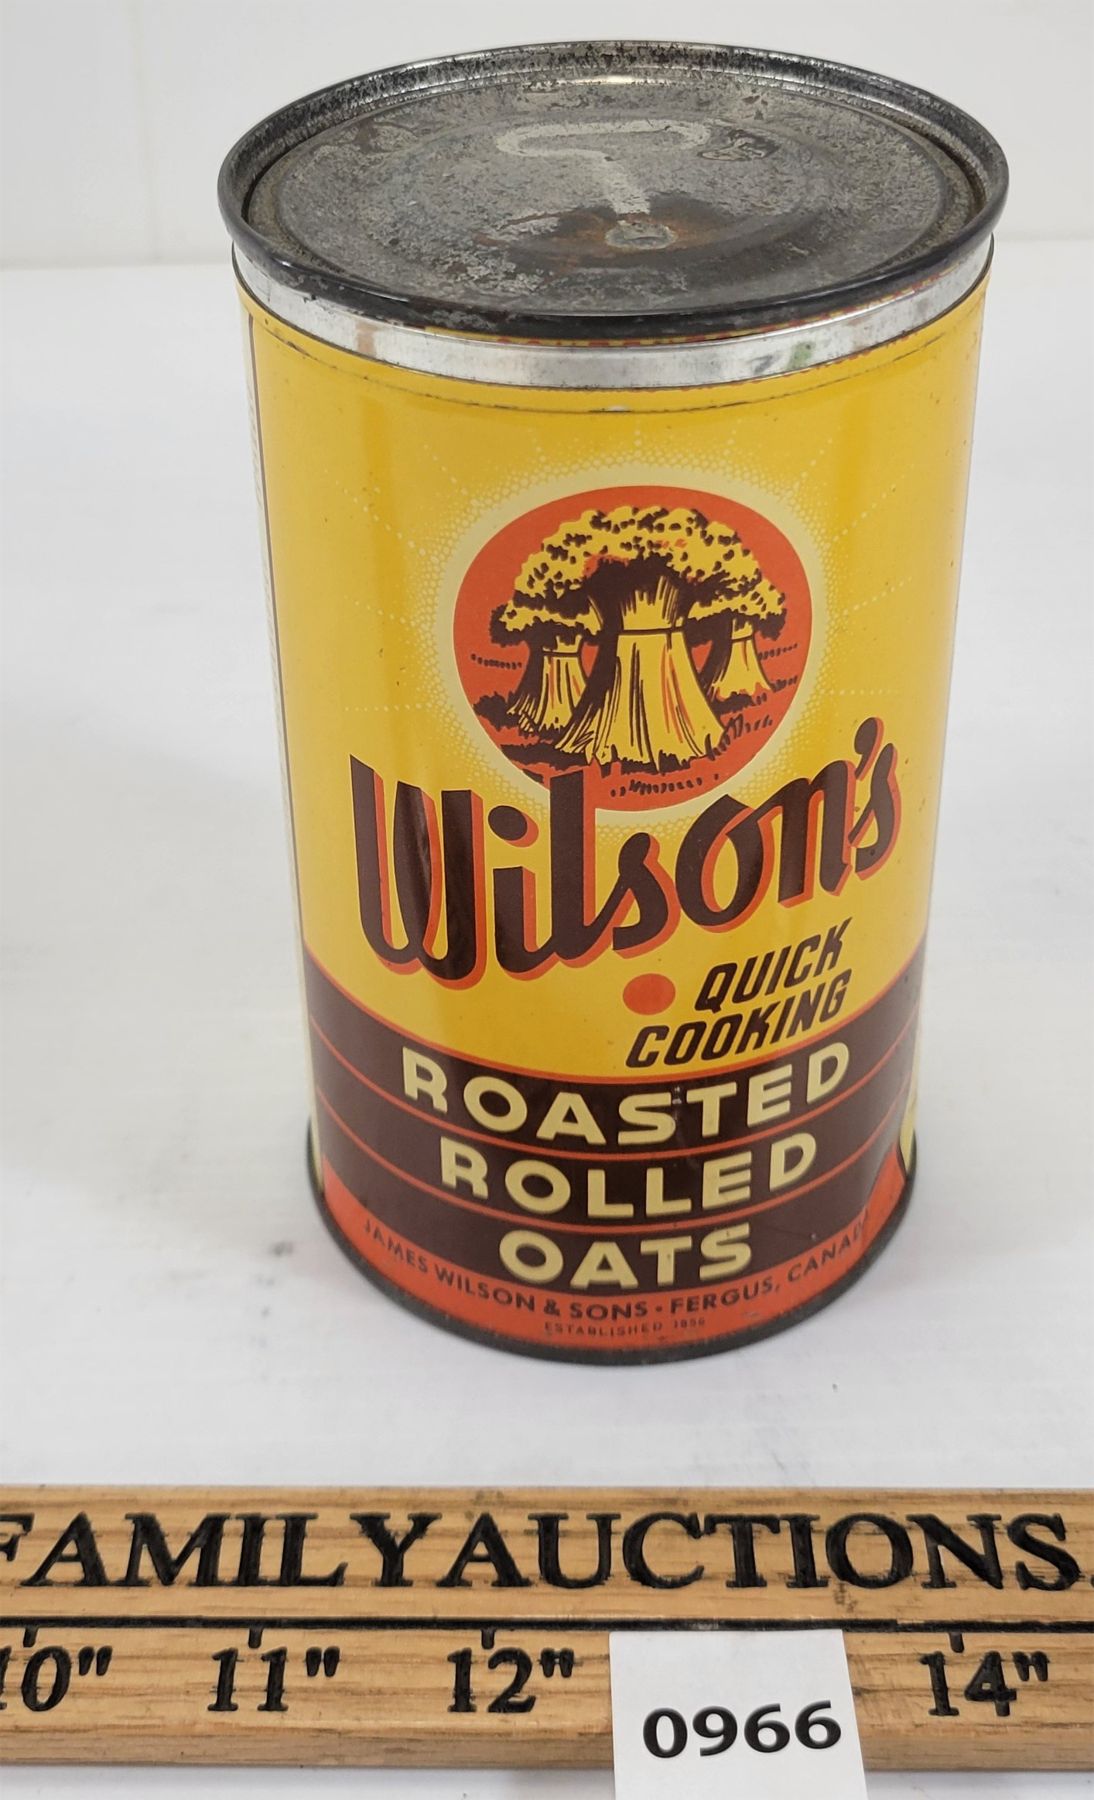 Wilson's
QUICK
COOKING
ROASTED
ROLLED
OATS
JAMES WILSON & SONS • FERGUS, CANADA
ESTABLISHED 1856
FAMILYAUCTIONS.
10" 11" 12" 14"
0966